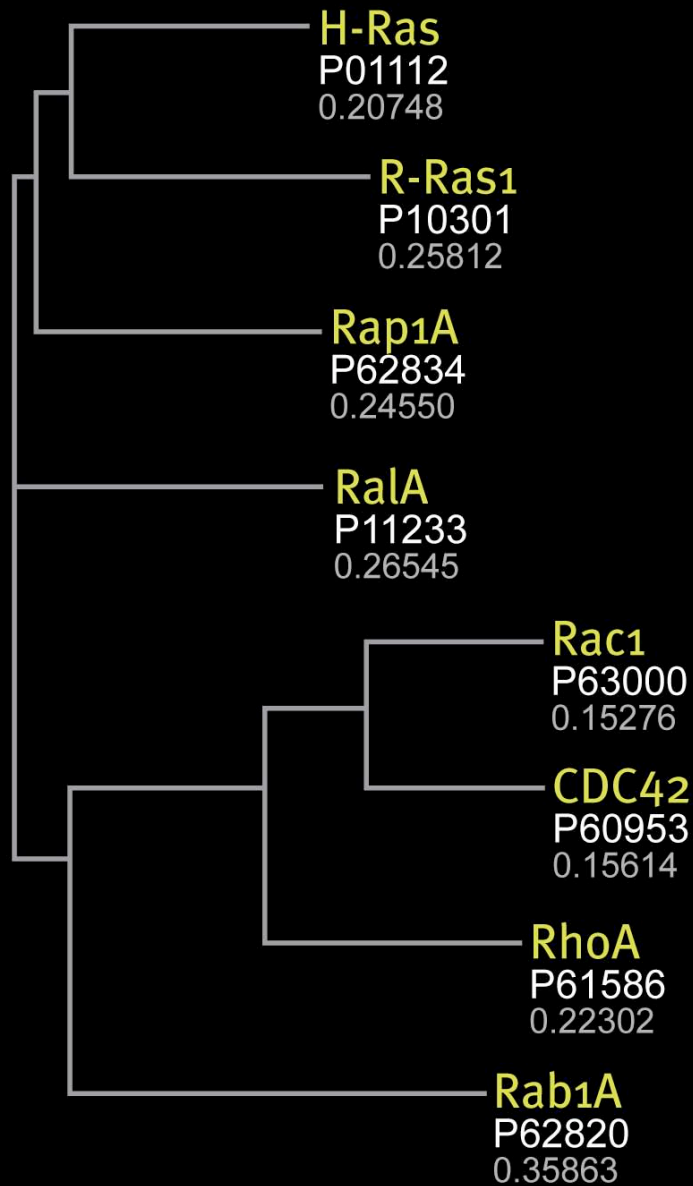 H-Ras
P01112
0.20748
R-Ras1
P10301
0.25812
Rap1A
P62834
0.24550
RalA
P11233
0.26545
Rac1
P63000
0.15276
CDC42
P60953
0.15614
RhoA
P61586
0.22302
Rab1A
P62820
0.35863